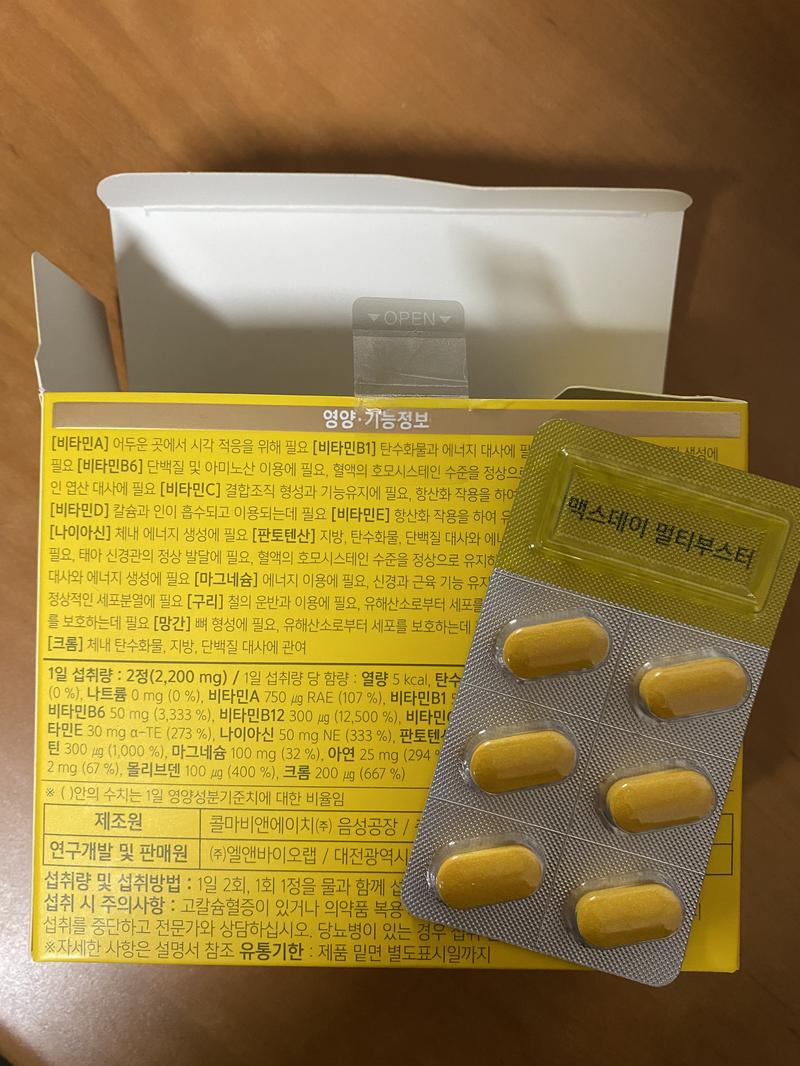 ▼OPEN▼
영양·기능정보
[비타민A] 어두운 곳에서 시각 적응을 위해 필요 [비타민B1] 탄수화물과 에너지 대사에 생성에
필요 [비타민B6] 단백질 및 아미노산 이용에 필요, 혈액의 호모시스테인 수준을
인 엽산 대사에 필요 [비타민C] 결합조직 형성과 기능유지에 필요, 항산화 작용을
[비타민D] 칼슘과 인이 흡수되고 이용되는데 필요 [비타민E] 항산화 작용을 하여
[나이아신] 체내 에너지 생성에 필요 [판토텐산] 지방, 탄수화물, 단백질 대사와
필요, 태아 신경관의 정상 발달에 필요, 혈액의 호모시스테인 수준을 정상으로
대사와 에너지 생성에 필요 [마그네슘] 에너지 이용에 필요, 신경과 근육 기능
정상적인 세포분열에 필요 [구리] 철의 운반과 이용에 필요, 유해산소로부터 세포를
를 보호하는데 필요 [망간] 뼈 형성에 필요, 유해산소로부터 세포를 보호하는데
[크롬] 체내 탄수화물, 지방, 단백질 대사에 관여
1일 섭취량 : 2정(2,200 mg) / 1일 섭취량 당 함량 : 열량 5 kcal,
(0 %), 나트륨 0 mg (0 %), 비타민A 750 ㎍ RAE (107 %), 비타민B1
비타민B6 50 mg (3,333 %), 비타민B12 300 ㎍ (12,500 %),
타민E 30 mg α-TE (273 %), 나이아신 50 mg NE (333 %),
틴 300 ㎍ (1,000 %), 마그네슘 100 mg (32 %), 아연 25 mg (294
2 mg (67 %), 몰리브덴 100 ㎍ (400 %), 크롬 200 ㎍ (667 %)
※ ( )안의 수치는 1일 영양성분기준치에 대한 비율임
제조원 콜마비앤에이치㈜ 음성공장 /
연구개발 및 판매원 ㈜엘앤바이오랩 / 대전광역시
섭취량 및 섭취방법 : 1일 2회, 1회 1정을 물과 함께
섭취 시 주의사항 : 고칼슘혈증이 있거나 의약품 복용
섭취를 중단하고 전문가와 상담하십시오. 당뇨병이 있는 경우
※자세한 사항은 설명서 참조 유통기한 : 제품 밑면 별도표시일까지
맥스데이 멀티부스터